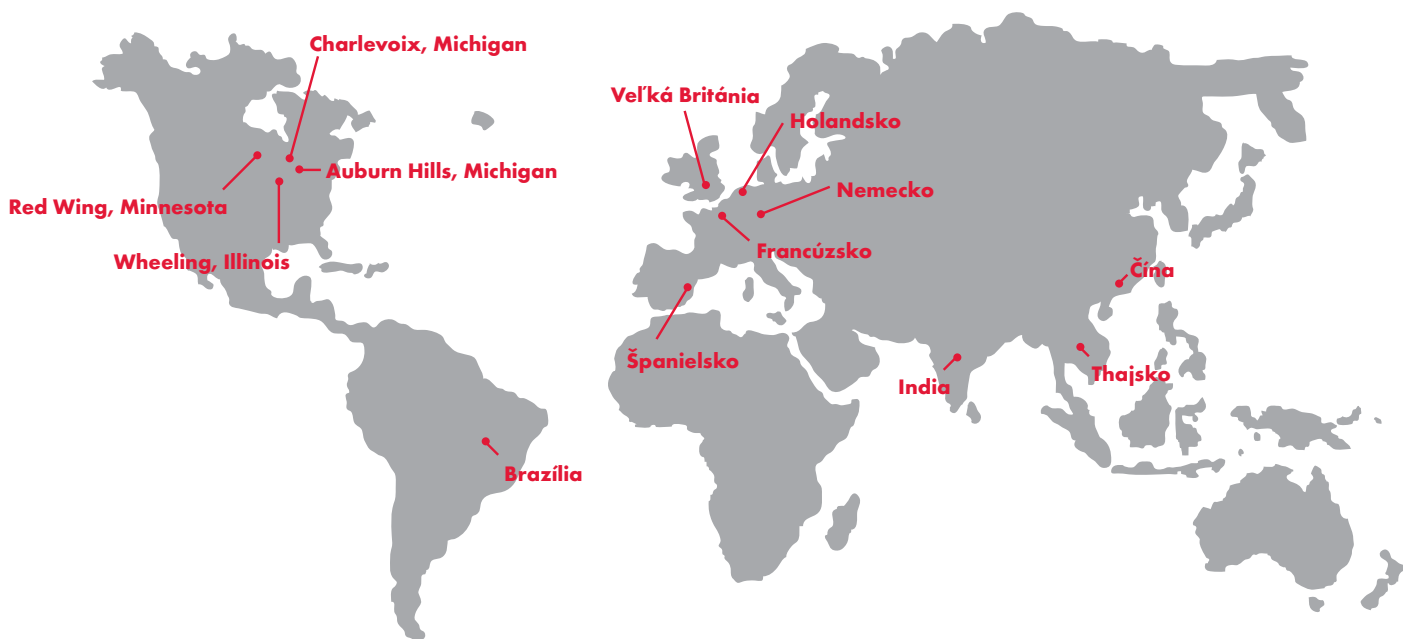 Charlevoix, Michigan
Veľká Británia
Holandsko
Auburn Hills, Michigan
Nemecko
Red Wing, Minnesota
Francúzsko
Wheeling, Illinois
Čína
Španielsko
Thajsko
India
Brazília